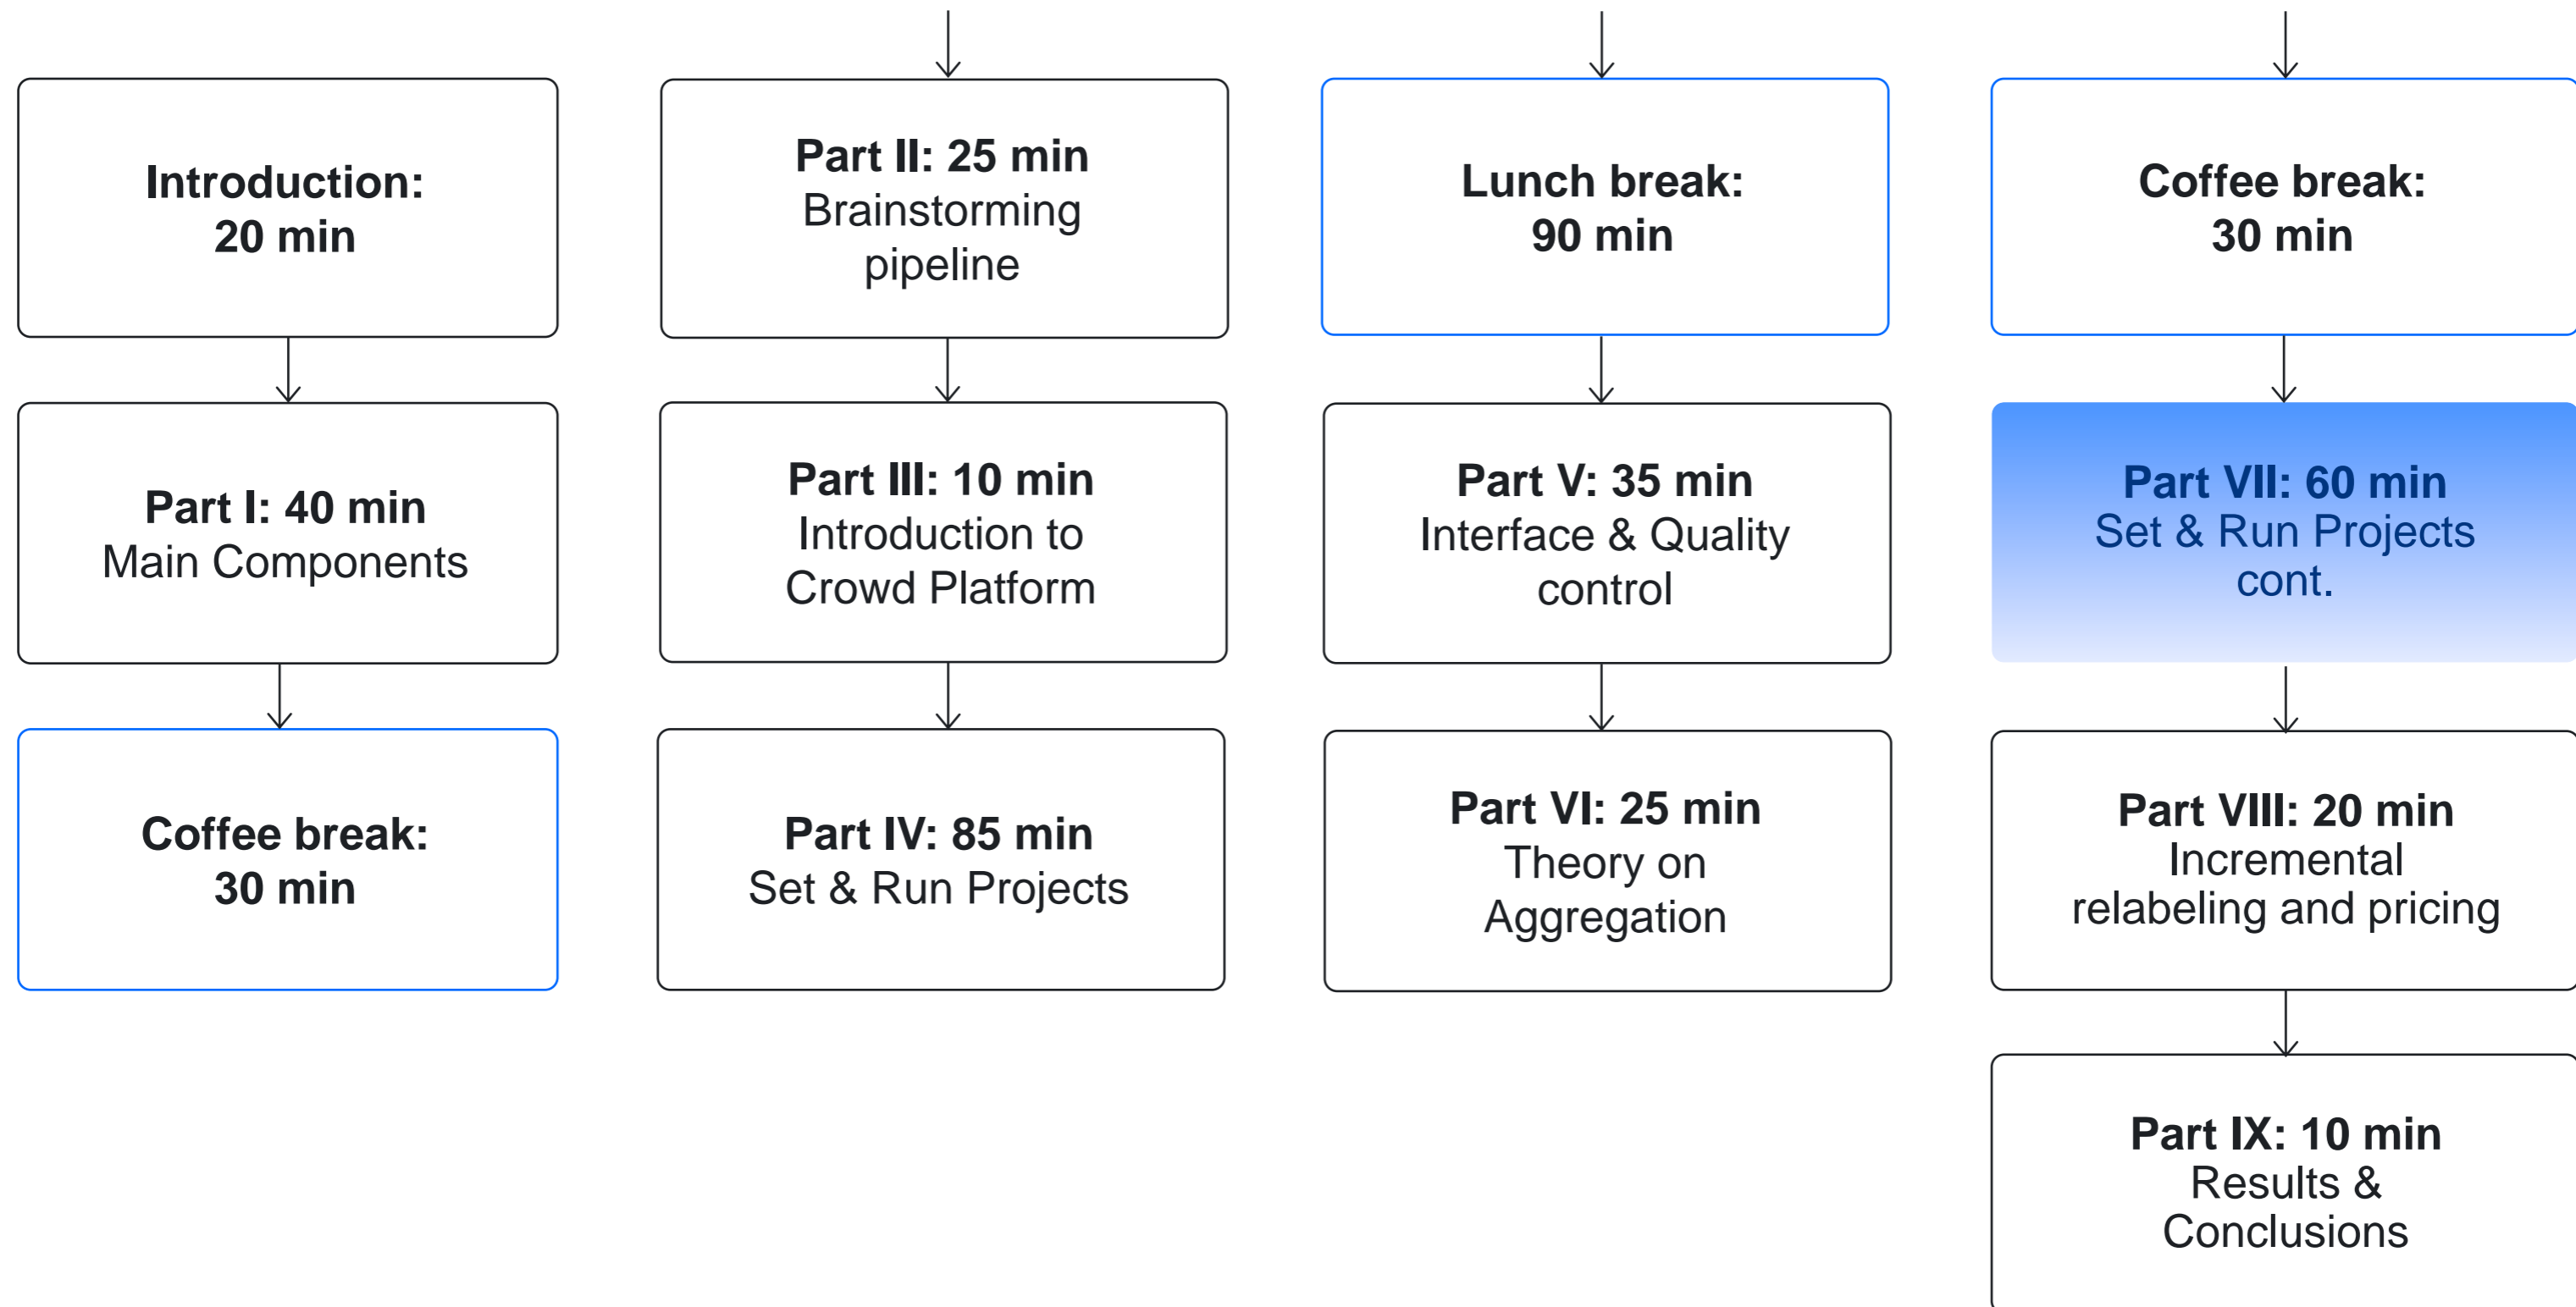 Introduction:
20 min
Part I: 40 min
Main Components
Coffee break:
30 min
Part II: 25 min
Brainstorming
pipeline
Part III: 10 min
Introduction to
Crowd Platform
Part IV: 85 min
Set & Run Projects
Lunch break:
90 min
Part V: 35 min
Interface & Quality
control
Part VI: 25 min
Theory on
Aggregation
Coffee break:
30 min
Part VII: 60 min
Set & Run Projects
cont.
Part VIII: 20 min
Incremental
relabeling and pricing
Part IX: 10 min
Results &
Conclusions